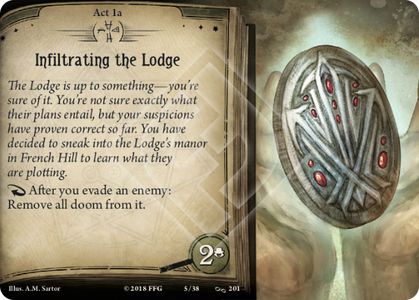 Act 1a
Infiltrating the Lodge
The Lodge is up to something—you're
sure of it. You're not sure exactly what
their plans entail, but your suspicions
have proven correct so far. You have
decided to sneak into the Lodge's manor
in French Hill to learn what they
are plotting.
After you evade an enemy:
Remove all doom from it.
2
Illus. A.M. Sartor
© 2018 FFG
5/38
201